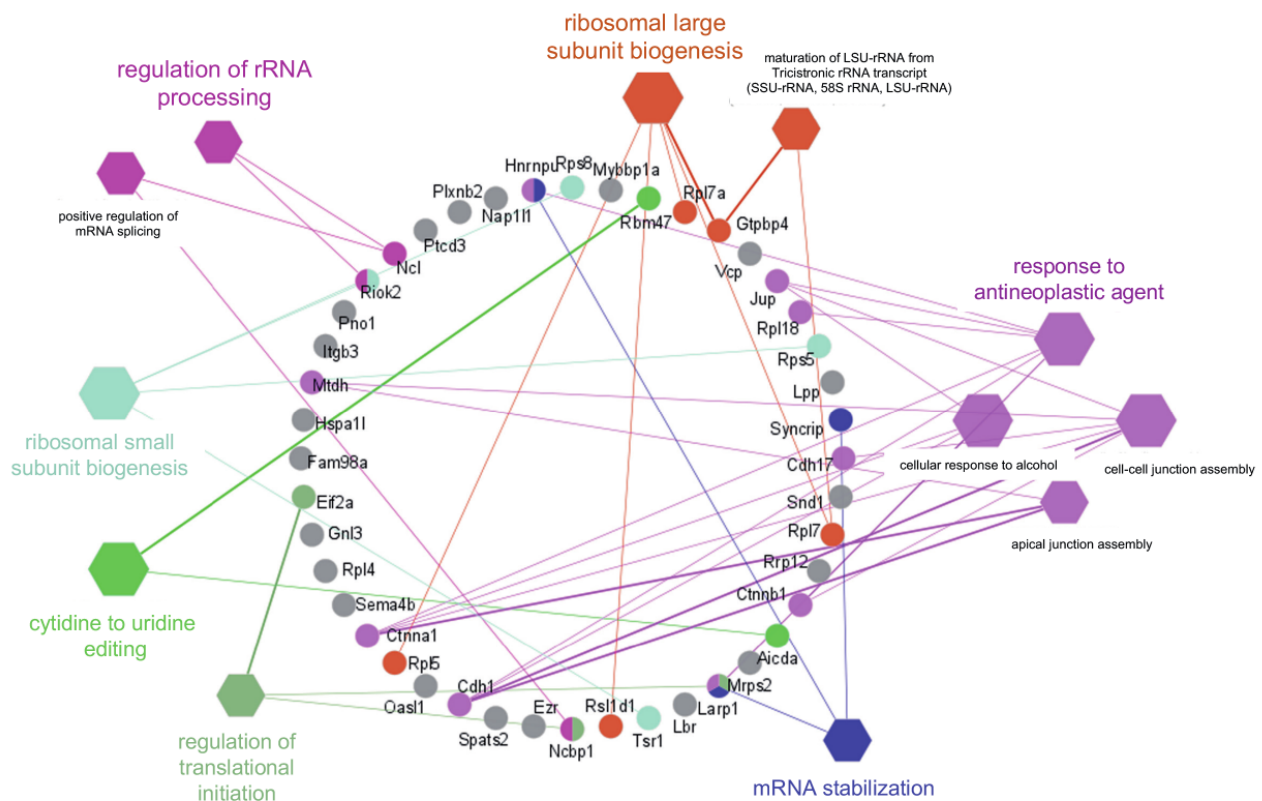 ribosomal large
subunit biogenesis
maturation of LSU-rRNA from
Tricistronic rRNA transcript
(SSU-rRNA, 58S rRNA, LSU-rRNA)
regulation of rRNA
processing
positive regulation of
mRNA splicing
Hnrnpu
Rps8
Mybbp1a
Plxnb2
Nap1l1
Rbm47
Rpl7a
Gtpbp4
Ptcd3
Vcp
Ncl
Jup
Riok2
Rpl18
response to
antineoplastic agent
Pno1
Itgb3
Rps5
Mtdh
Lpp
Hspa1l
Syncrip
ribosomal small
subunit biogenesis
Fam98a
Cdh17
cellular response to alcohol
cell-cell junction assembly
Eif2a
Snd1
Gnl3
Rpl7
apical junction assembly
Rpl4
Rrp12
Sema4b
Ctnnb1
cytidine to uridine
editing
Ctnna1
Aicda
Rpl5
Mrps2
Oasl1
Cdh1
Larp1
Spats2
Ezr
Ncbp1
Rsl1d1
Tsr1
Lbr
regulation of
translational
initiation
mRNA stabilization